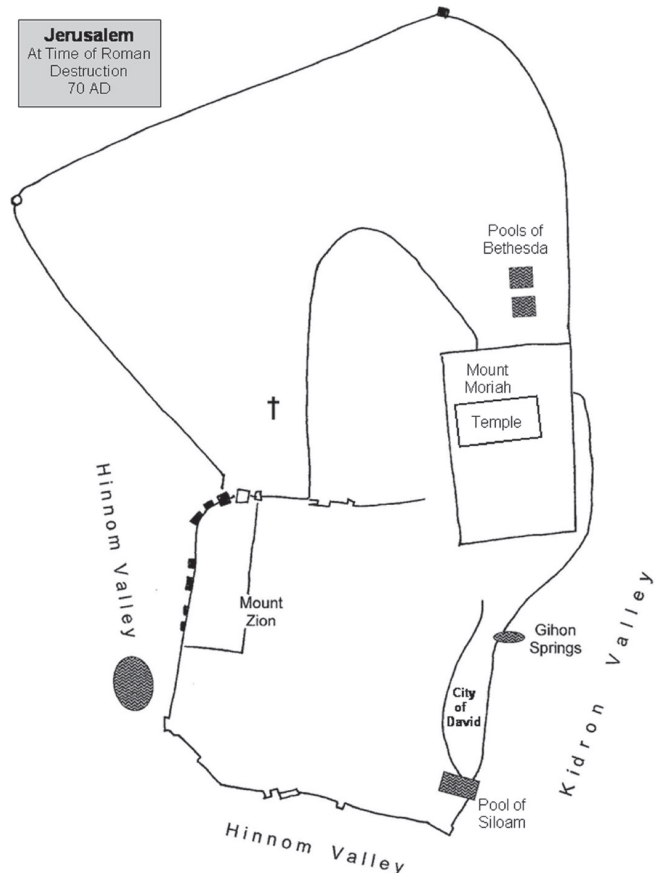 Jerusalem
At Time of Roman
Destruction
70 AD
Pools of
Bethesda
Mount
Moriah
Temple
Hinnom Valley
Mount
Zion
Gihon
Springs
Kidron Valley
City
of
David
Pool of
Siloam
Hinnom Valley